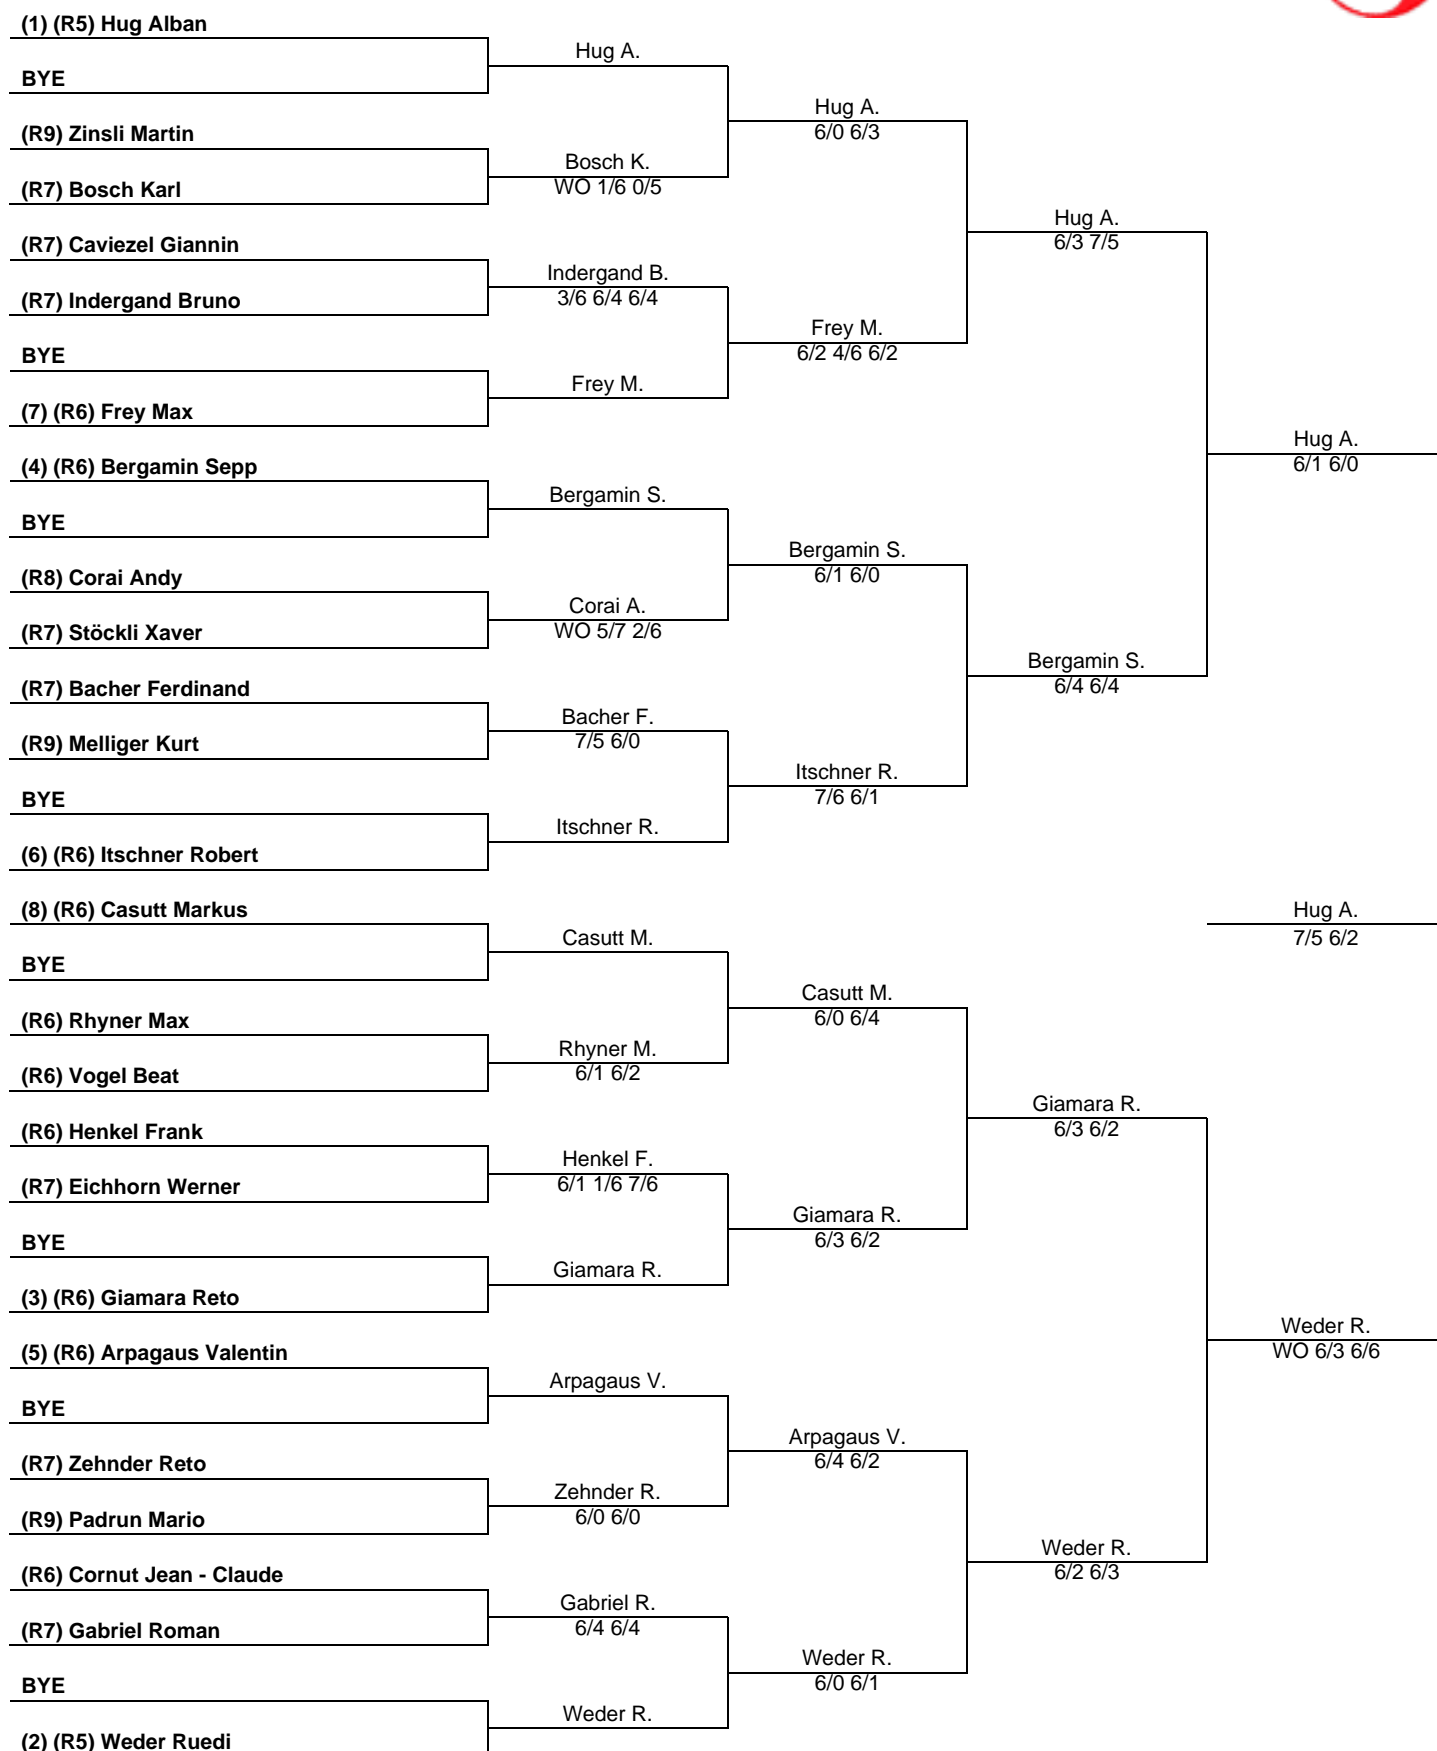 (1) (R5) Hug Alban
Hug A.
BYE
Hug A.
6/0 6/3
(R9) Zinsli Martin
Bosch K.
WO 1/6 0/5
(R7) Bosch Karl
Hug A.
6/3 7/5
(R7) Caviezel Giannin
Indergand B.
3/6 6/4 6/4
(R7) Indergand Bruno
Frey M.
6/2 4/6 6/2
BYE
Frey M.
(7) (R6) Frey Max
Hug A.
6/1 6/0
(4) (R6) Bergamin Sepp
Bergamin S.
BYE
Bergamin S.
6/1 6/0
(R8) Corai Andy
Corai A.
WO 5/7 2/6
(R7) Stöckli Xaver
Bergamin S.
6/4 6/4
(R7) Bacher Ferdinand
Bacher F.
7/5 6/0
(R9) Melliger Kurt
Itschner R.
7/6 6/1
BYE
Itschner R.
(6) (R6) Itschner Robert
(8) (R6) Casutt Markus
Hug A.
7/5 6/2
Casutt M.
BYE
Casutt M.
6/0 6/4
(R6) Rhyner Max
Rhyner M.
6/1 6/2
(R6) Vogel Beat
Giamara R.
6/3 6/2
(R6) Henkel Frank
Henkel F.
6/1 1/6 7/6
(R7) Eichhorn Werner
Giamara R.
6/3 6/2
BYE
Giamara R.
(3) (R6) Giamara Reto
Weder R.
WO 6/3 6/6
(5) (R6) Arpagaus Valentin
Arpagaus V.
BYE
Arpagaus V.
6/4 6/2
(R7) Zehnder Reto
Zehnder R.
6/0 6/0
(R9) Padrun Mario
Weder R.
6/2 6/3
(R6) Cornut Jean - Claude
Gabriel R.
6/4 6/4
(R7) Gabriel Roman
Weder R.
6/0 6/1
BYE
Weder R.
(2) (R5) Weder Ruedi